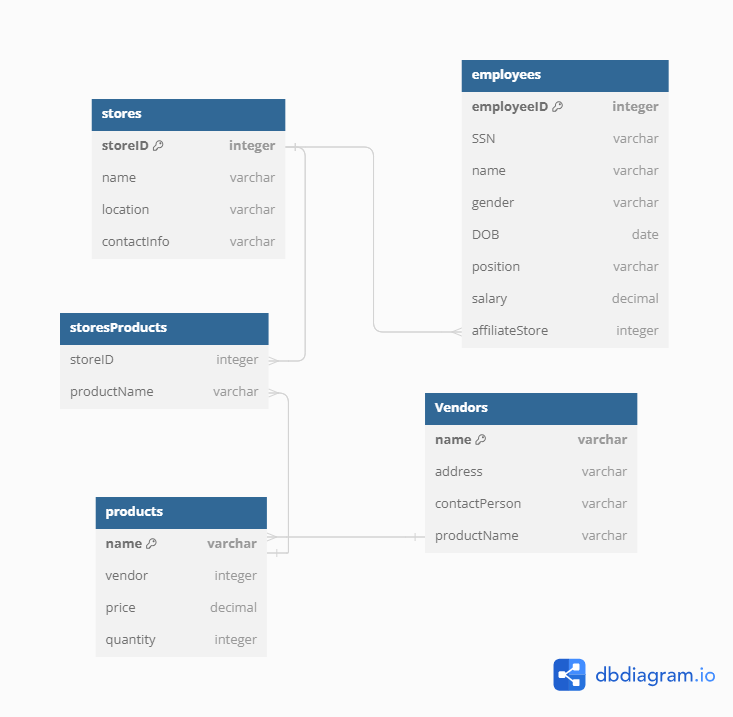 stores
storeID integer
name varchar
location varchar
contactInfo varchar
employees
employeeID integer
SSN varchar
name varchar
gender varchar
DOB date
position varchar
salary decimal
affiliateStore integer
storesProducts
storeID integer
productName varchar
Vendors
name varchar
address varchar
contactPerson varchar
productName varchar
products
name varchar
vendor integer
price decimal
quantity integer
dbdiagram.io